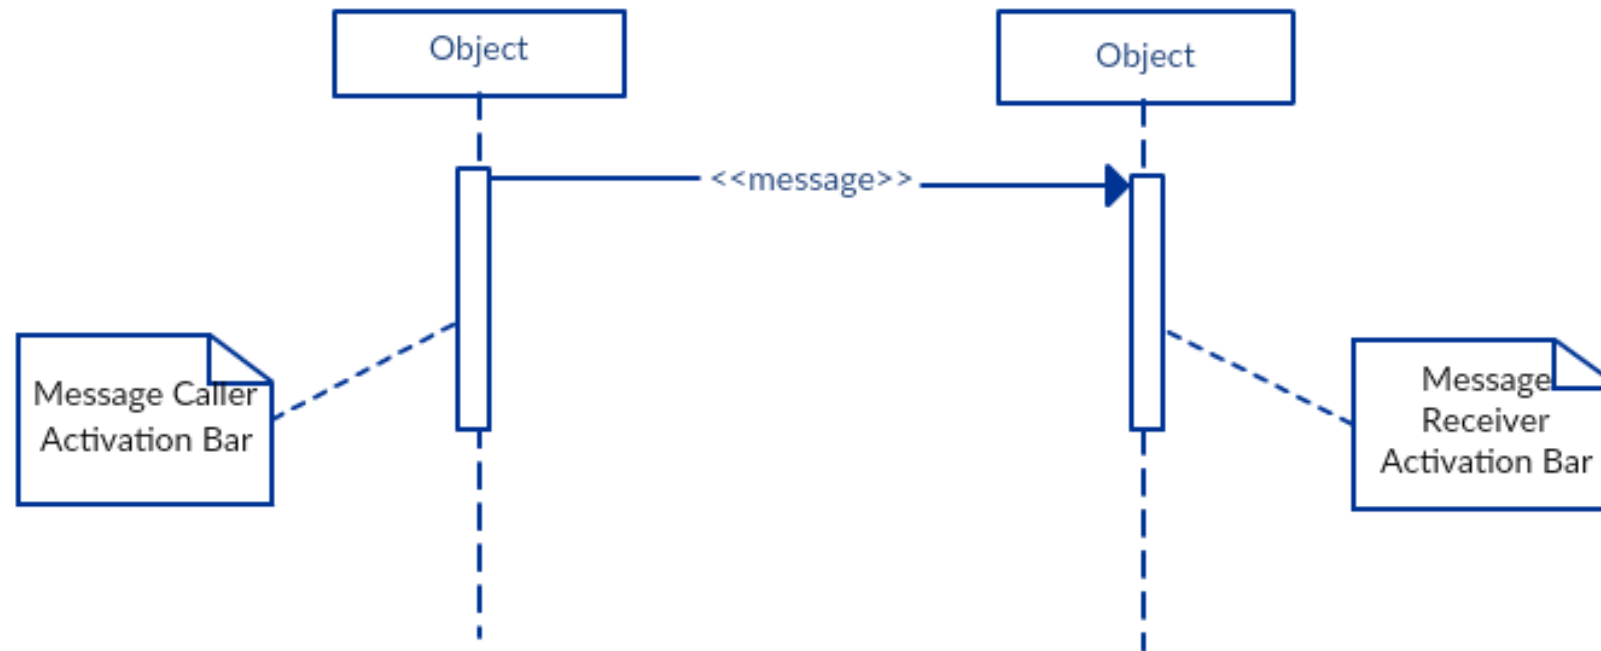 Object
Object
<<message>>
Message Caller
Activation Bar
Message
Receiver
Activation Bar